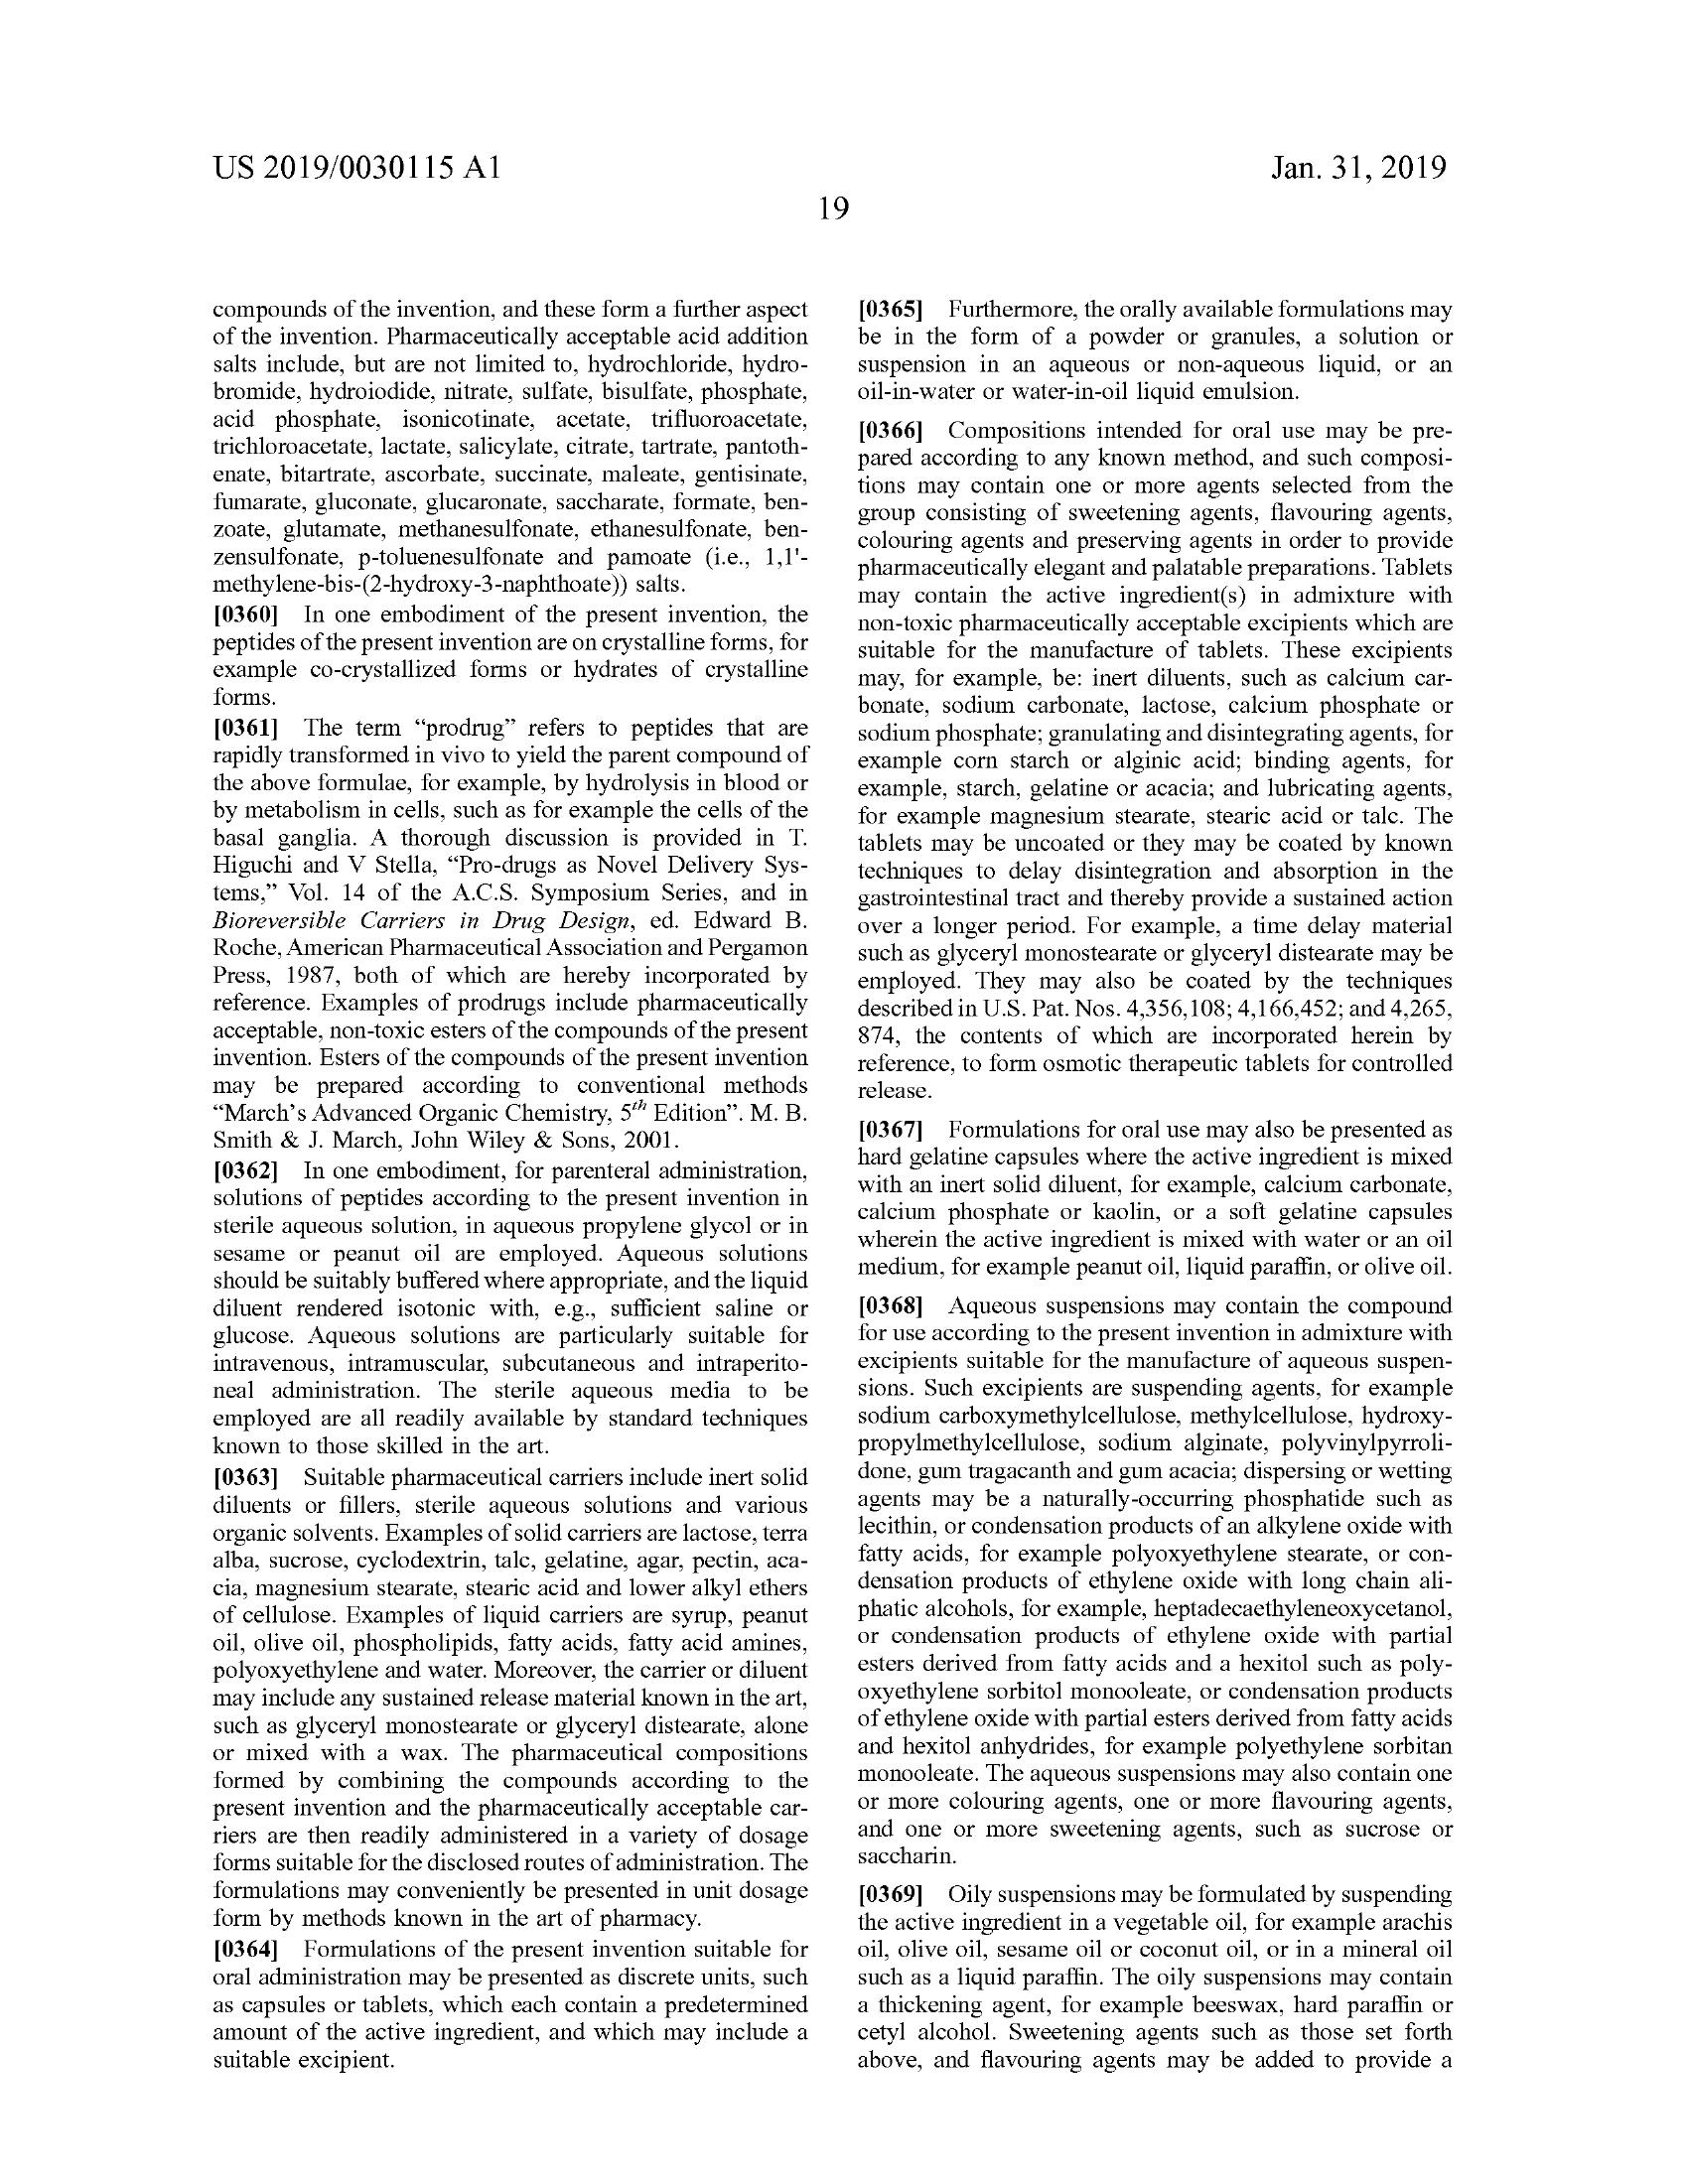 US 2019/0030115 A1
Jan. 31, 2019
19
compounds of the invention, and these form a further aspect
of the invention. Pharmaceutically acceptable acid addition
salts include, but are not limited to, hydrochloride, hydro-
bromide, hydroiodide, nitrate, sulfate, bisulfate, phosphate,
acid phosphate, isonicotinate, acetate, trifluoroacetate,
trichloroacetate, lactate, salicylate, citrate, tartrate, pantoth-
enate, bitartrate, ascorbate, succinate, maleate, gentisinate,
fumarate, gluconate, glucaronate, saccharate, formate, ben-
zoate, glutamate, methanesulfonate, ethanesulfonate, ben-
zensulfonate, p-toluenesulfonate and pamoate (i.e., 1,1'-
methylene-bis-(2-hydroxy-3-naphthoate)) salts.
[0360] In one embodiment of the present invention, the
peptides of the present invention are on crystalline forms, for
example co-crystallized forms or hydrates of crystalline
forms.
[0361] The term “prodrug” refers to peptides that are
rapidly transformed in vivo to yield the parent compound of
the above formulae, for example, by hydrolysis in blood or
by metabolism in cells, such as for example the cells of the
basal ganglia. A thorough discussion is provided in T.
Higuchi and V Stella, “Pro-drugs as Novel Delivery Sys-
tems,” Vol. 14 of the A.C.S. Symposium Series, and in
Bioreversible Carriers in Drug Design, ed. Edward B.
Roche, American Pharmaceutical Association and Pergamon
Press, 1987, both of which are hereby incorporated by
reference. Examples of prodrugs include pharmaceutically
acceptable, non-toxic esters of the compounds of the present
invention. Esters of the compounds of the present invention
may be prepared according to conventional methods
“March’s Advanced Organic Chemistry, 5th Edition”. M. B.
Smith & J. March, John Wiley & Sons, 2001.
[0362] In one embodiment, for parenteral administration,
solutions of peptides according to the present invention in
sterile aqueous solution, in aqueous propylene glycol or in
sesame or peanut oil are employed. Aqueous solutions
should be suitably buffered where appropriate, and the liquid
diluent rendered isotonic with, e.g., sufficient saline or
glucose. Aqueous solutions are particularly suitable for
intravenous, intramuscular, subcutaneous and intraperito-
neal administration. The sterile aqueous media to be
employed are all readily available by standard techniques
known to those skilled in the art.
[0363] Suitable pharmaceutical carriers include inert solid
diluents or fillers, sterile aqueous solutions and various
organic solvents. Examples of solid carriers are lactose, terra
alba, sucrose, cyclodextrin, talc, gelatine, agar, pectin, aca-
cia, magnesium stearate, stearic acid and lower alkyl ethers
of cellulose. Examples of liquid carriers are syrup, peanut
oil, olive oil, phospholipids, fatty acids, fatty acid amines,
polyoxyethylene and water. Moreover, the carrier or diluent
may include any sustained release material known in the art,
such as glyceryl monostearate or glyceryl distearate, alone
or mixed with a wax. The pharmaceutical compositions
formed by combining the compounds according to the
present invention and the pharmaceutically acceptable car-
riers are then readily administered in a variety of dosage
forms suitable for the disclosed routes of administration. The
formulations may conveniently be presented in unit dosage
form by methods known in the art of pharmacy.
[0364] Formulations of the present invention suitable for
oral administration may be presented as discrete units, such
as capsules or tablets, which each contain a predetermined
amount of the active ingredient, and which may include a
suitable excipient.
[0365] Furthermore, the orally available formulations may
be in the form of a powder or granules, a solution or
suspension in an aqueous or non-aqueous liquid, or an
oil-in-water or water-in-oil liquid emulsion.
[0366] Compositions intended for oral use may be pre-
pared according to any known method, and such composi-
tions may contain one or more agents selected from the
group consisting of sweetening agents, flavouring agents,
colouring agents and preserving agents in order to provide
pharmaceutically elegant and palatable preparations. Tablets
may contain the active ingredient(s) in admixture with
non-toxic pharmaceutically acceptable excipients which are
suitable for the manufacture of tablets. These excipients
may, for example, be: inert diluents, such as calcium car-
bonate, sodium carbonate, lactose, calcium phosphate or
sodium phosphate; granulating and disintegrating agents, for
example corn starch or alginic acid; binding agents, for
example, starch, gelatine or acacia; and lubricating agents,
for example magnesium stearate, stearic acid or talc. The
tablets may be uncoated or they may be coated by known
techniques to delay disintegration and absorption in the
gastrointestinal tract and thereby provide a sustained action
over a longer period. For example, a time delay material
such as glyceryl monostearate or glyceryl distearate may be
employed. They may also be coated by the techniques
described in U.S. Pat. Nos. 4,356,108; 4,166,452; and 4,265,
874, the contents of which are incorporated herein by
reference, to form osmotic therapeutic tablets for controlled
release.
[0367] Formulations for oral use may also be presented as
hard gelatine capsules where the active ingredient is mixed
with an inert solid diluent, for example, calcium carbonate,
calcium phosphate or kaolin, or a soft gelatine capsules
wherein the active ingredient is mixed with water or an oil
medium, for example peanut oil, liquid paraffin, or olive oil.
[0368] Aqueous suspensions may contain the compound
for use according to the present invention in admixture with
excipients suitable for the manufacture of aqueous suspen-
sions. Such excipients are suspending agents, for example
sodium carboxymethylcellulose, methylcellulose, hydroxy-
propylmethylcellulose, sodium alginate, polyvinylpyrroli-
done, gum tragacanth and gum acacia; dispersing or wetting
agents may be a naturally-occurring phosphatide such as
lecithin, or condensation products of an alkylene oxide with
fatty acids, for example polyoxyethylene stearate, or con-
densation products of ethylene oxide with long chain ali-
phatic alcohols, for example, heptadecaethyleneoxycetanol,
or condensation products of ethylene oxide with partial
esters derived from fatty acids and a hexitol such as poly-
oxyethylene sorbitol monooleate, or condensation products
of ethylene oxide with partial esters derived from fatty acids
and hexitol anhydrides, for example polyethylene sorbitan
monooleate. The aqueous suspensions may also contain one
or more colouring agents, one or more flavouring agents,
and one or more sweetening agents, such as sucrose or
saccharin.
[0369] Oily suspensions may be formulated by suspending
the active ingredient in a vegetable oil, for example arachis
oil, olive oil, sesame oil or coconut oil, or in a mineral oil
such as a liquid paraffin. The oily suspensions may contain
a thickening agent, for example beeswax, hard paraffin or
cetyl alcohol. Sweetening agents such as those set forth
above, and flavouring agents may be added to provide a